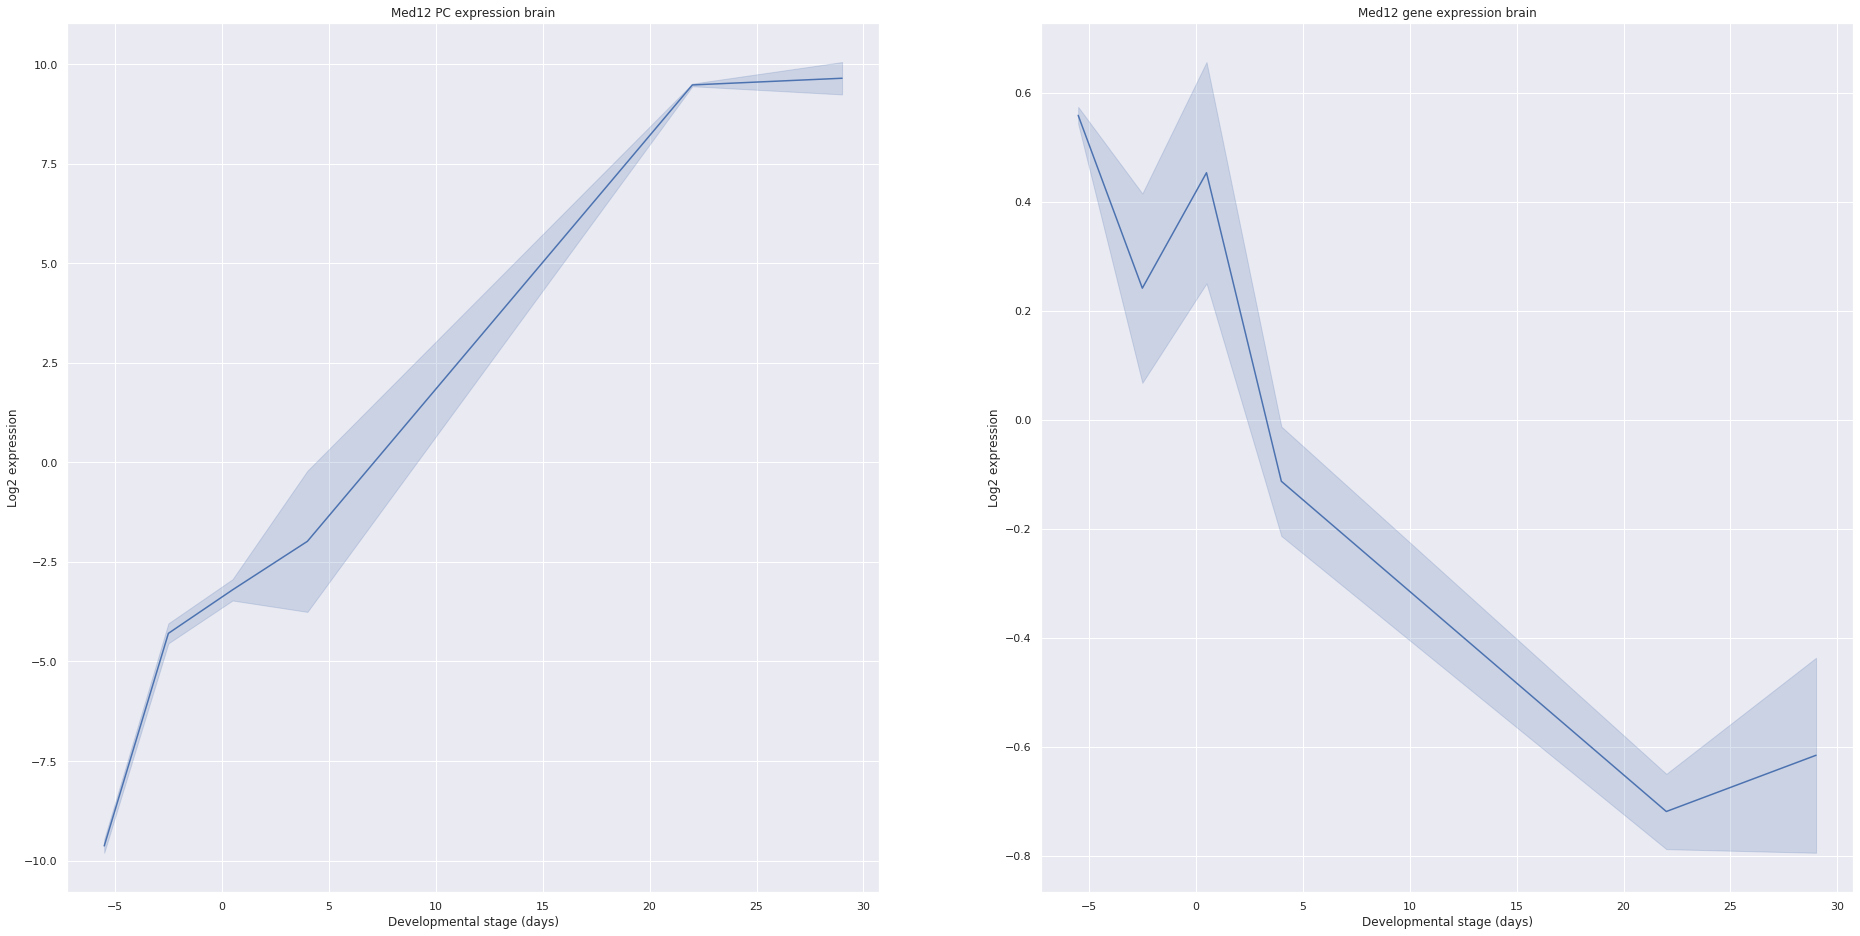 Med12 PC expression brain
Log2 expression
10.0
7.5
5.0
2.5
0.0
−2.5
−5.0
−7.5
−10.0
−5 0 5 10 15 20 25 30
Developmental stage (days)
Med12 gene expression brain
Log2 expression
0.6
0.4
0.2
0.0
−0.2
−0.4
−0.6
−0.8
−5 0 5 10 15 20 25 30
Developmental stage (days)